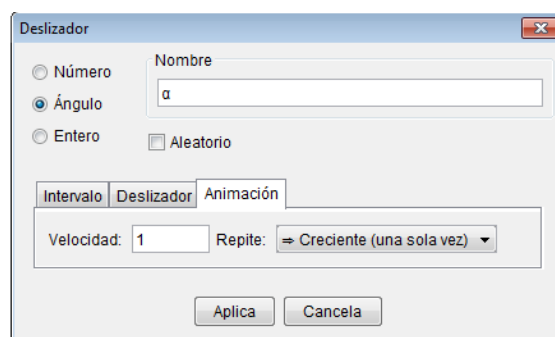 Deslizador
Número
Ángulo
Entero
Nombre
α
Aleatorio
Intervalo Deslizador Animación
Velocidad: 1 Repite: ⇒ Creciente (una sola vez)
Aplica Cancela